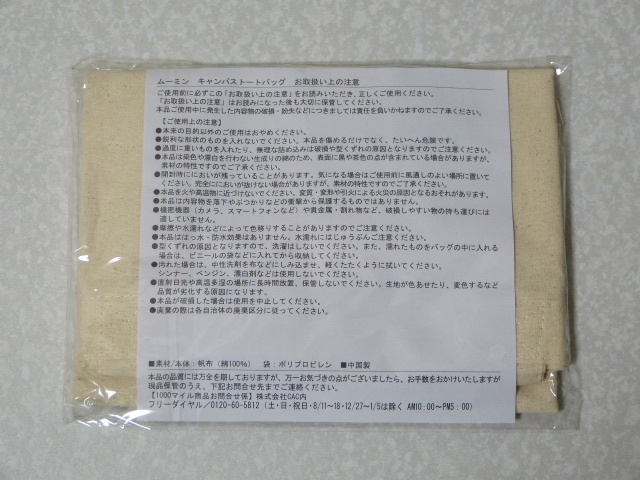 ムーミン　キャンバストートバッグ　お取扱い上の注意
ご使用前に必ずこの「お取扱い上の注意」をお読みいただき、正しくご使用ください。
「お取扱い上の注意」はお読みになった後も大切に保管してください。
本品ご使用中に発生した内容物の破損・紛失などにつきましては責任を負いかねますのでご了承ください。
【ご使用上の注意】
●本来の目的以外のご使用はおやめください。
●鋭利な形状のものを入れないでください。本品を傷めるだけでなく、たいへん危険です。
●過度に重いものを入れたり、無理な詰め込みは破損や型くずれの原因となりますのでご注意ください。
●本品は染色や漂白を行わない生成りの綿のため、表面に黒や茶色の点が含まれている場合がありますが、
素材の特性ですのでご了承ください。
●開封時ににおいが残っていることがあります。気になる場合はご使用前に風通しのよい場所に置いて
ください。完全ににおいが抜けない場合がありますが、素材の特性ですのでご了承ください。
●本品を火や高温物に近づけないでください。変質・変形や引火による火災の原因となるおそれがあります。
●本品は内容物を落下やぶつかりなどの衝撃から保護するものではありません。
●精密機器（カメラ、スマートフォンなど）や貴金属・割れ物など、破損しやすい物の持ち運びには
適していません。
●摩擦や水濡れなどによって色移りすることがありますのでご注意ください。
●本品ははっ水・防水効果はありません。水濡れにはじゅうぶんご注意ください。
●型くずれの原因となりますので、洗濯はしないでください。また、濡れたものをバッグの中に入れる
場合は、ビニールの袋などに入れてから収納してください。
●汚れた場合は、中性洗剤を布などにしみ込ませ、軽くたたくように拭いてください。
シンナー、ベンジン、漂白剤などは使用しないでください。
●直射日光や高温多湿の場所に長時間放置、保管しないでください。生地が色あせたり、変色するなど
品質が劣化する原因になります。
●本品が破損した場合は使用を中止してください。
●廃棄の際は各自治体の廃棄区分に従ってください。
■素材/本体：帆布（綿100%）　袋：ポリプロピレン　■中国製
本品の品質には万全を期しておりますが、万一お気づきの点がございましたら、お手数をおかけいたしますが
現品保管のうえ、下記お問合せ先までご連絡ください。
【1000マイル商品お問合せ係】株式会社CAC内
フリーダイヤル／0120-60-5812（土・日・祝日・8/11～18・12/27～1/5は除く AM10：00～PM5：00）